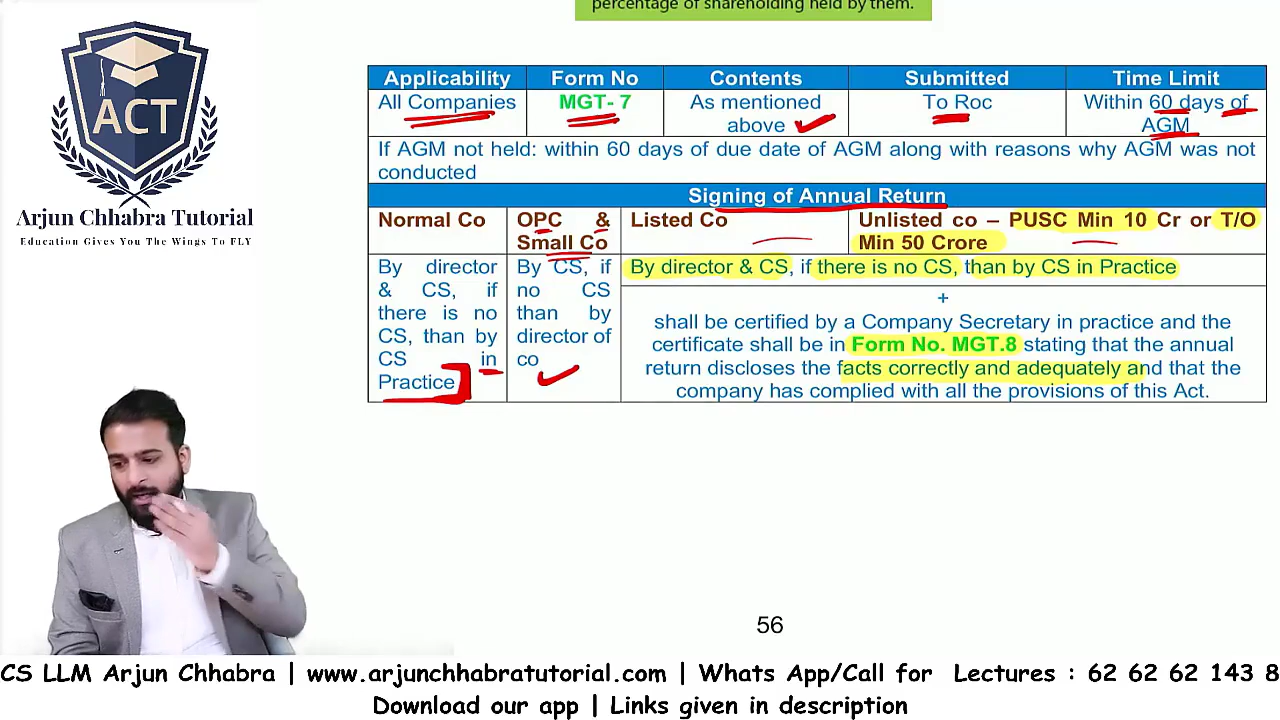 percentage of shareholding held by them.
ACT
Arjun Chhabra Tutorial
Education Gives You The Wings To FLY
Applicability Form No Contents Submitted Time Limit
All Companies MGT- 7 As mentioned To Roc Within 60 days of
above AGM
If AGM not held: within 60 days of due date of AGM along with reasons why AGM was not
conducted
Signing of Annual Return
Normal Co OPC & Listed Co Unlisted co – PUSC Min 10 Cr or T/O
Small Co Min 50 Crore
By director
& CS, if
there is no
CS, than by
CS in
Practice
By CS, if
no CS
than by
director of
co
By director & CS, if there is no CS, than by CS in Practice
+
shall be certified by a Company Secretary in practice and the
certificate shall be in Form No. MGT.8 stating that the annual
return discloses the facts correctly and adequately and that the
company has complied with all the provisions of this Act.
56
CS LLM Arjun Chhabra | www.arjunchhabratutorial.com | Whats App/Call for Lectures : 62 62 62 143 8
Download our app | Links given in description